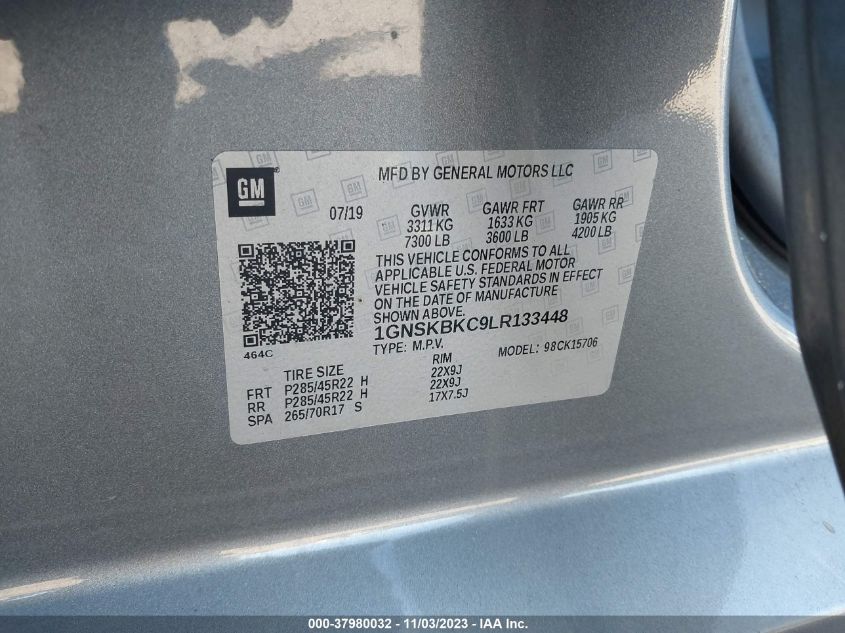 GM
MFD BY GENERAL MOTORS LLC
07/19
GVWR GAWR FRT GAWR RR
3311 KG 1633 KG 1905 KG
7300 LB 3600 LB 4200 LB
THIS VEHICLE CONFORMS TO ALL
APPLICABLE U.S. FEDERAL MOTOR
VEHICLE SAFETY STANDARDS IN EFFECT
ON THE DATE OF MANUFACTURE
SHOWN ABOVE.
1GNSKBKC9LR133448
TYPE: M.P.V. MODEL: 98CK15706
464C
TIRE SIZE RIM
FRT P285/45R22 H 22X9J
RR P285/45R22 H 22X9J
SPA 265/70R17 S 17X7.5J
000-37980032 - 11/03/2023 - IAA Inc.